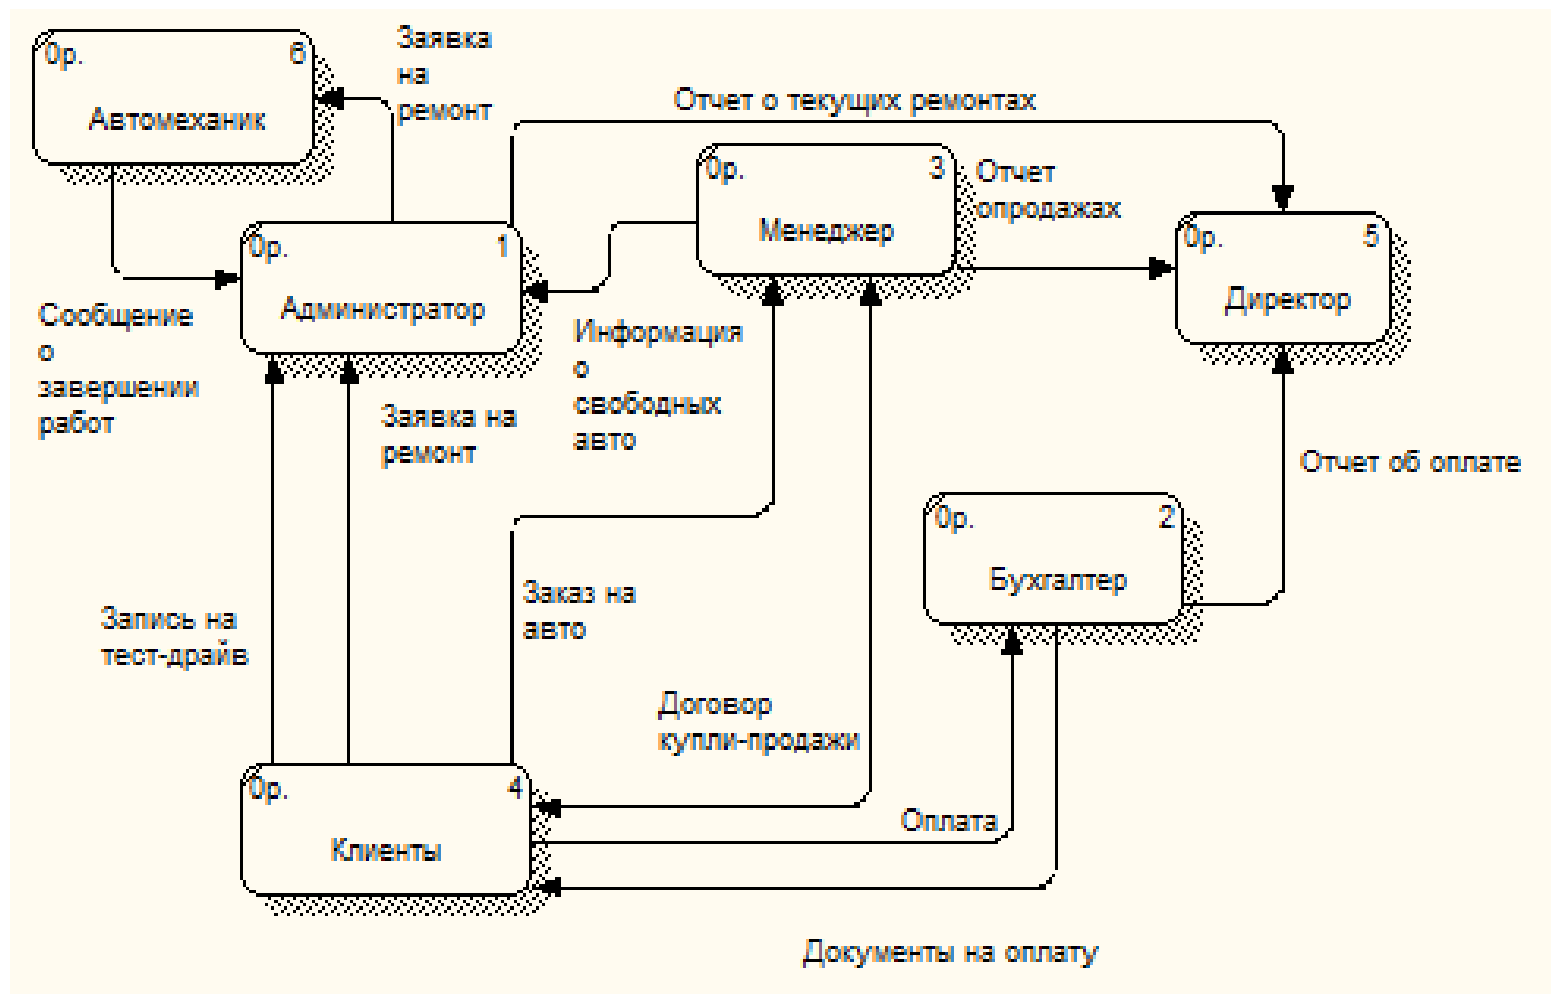 0р. 6
Автомеханик
Заявка
на
ремонт
Отчет о текущих ремонтах
0р. 3
Менеджер
Отчет
опродажах
0р. 1
Администратор
0р. 5
Директор
Сообщение
о
завершении
работ
Информация
о
свободных
авто
Заявка на
ремонт
Отчет об оплате
0р. 2
Бухгалтер
Заказ на
авто
Запись на
тест-драйв
Договор
купли-продажи
0р. 4
Клиенты
Оплата
Документы на оплату